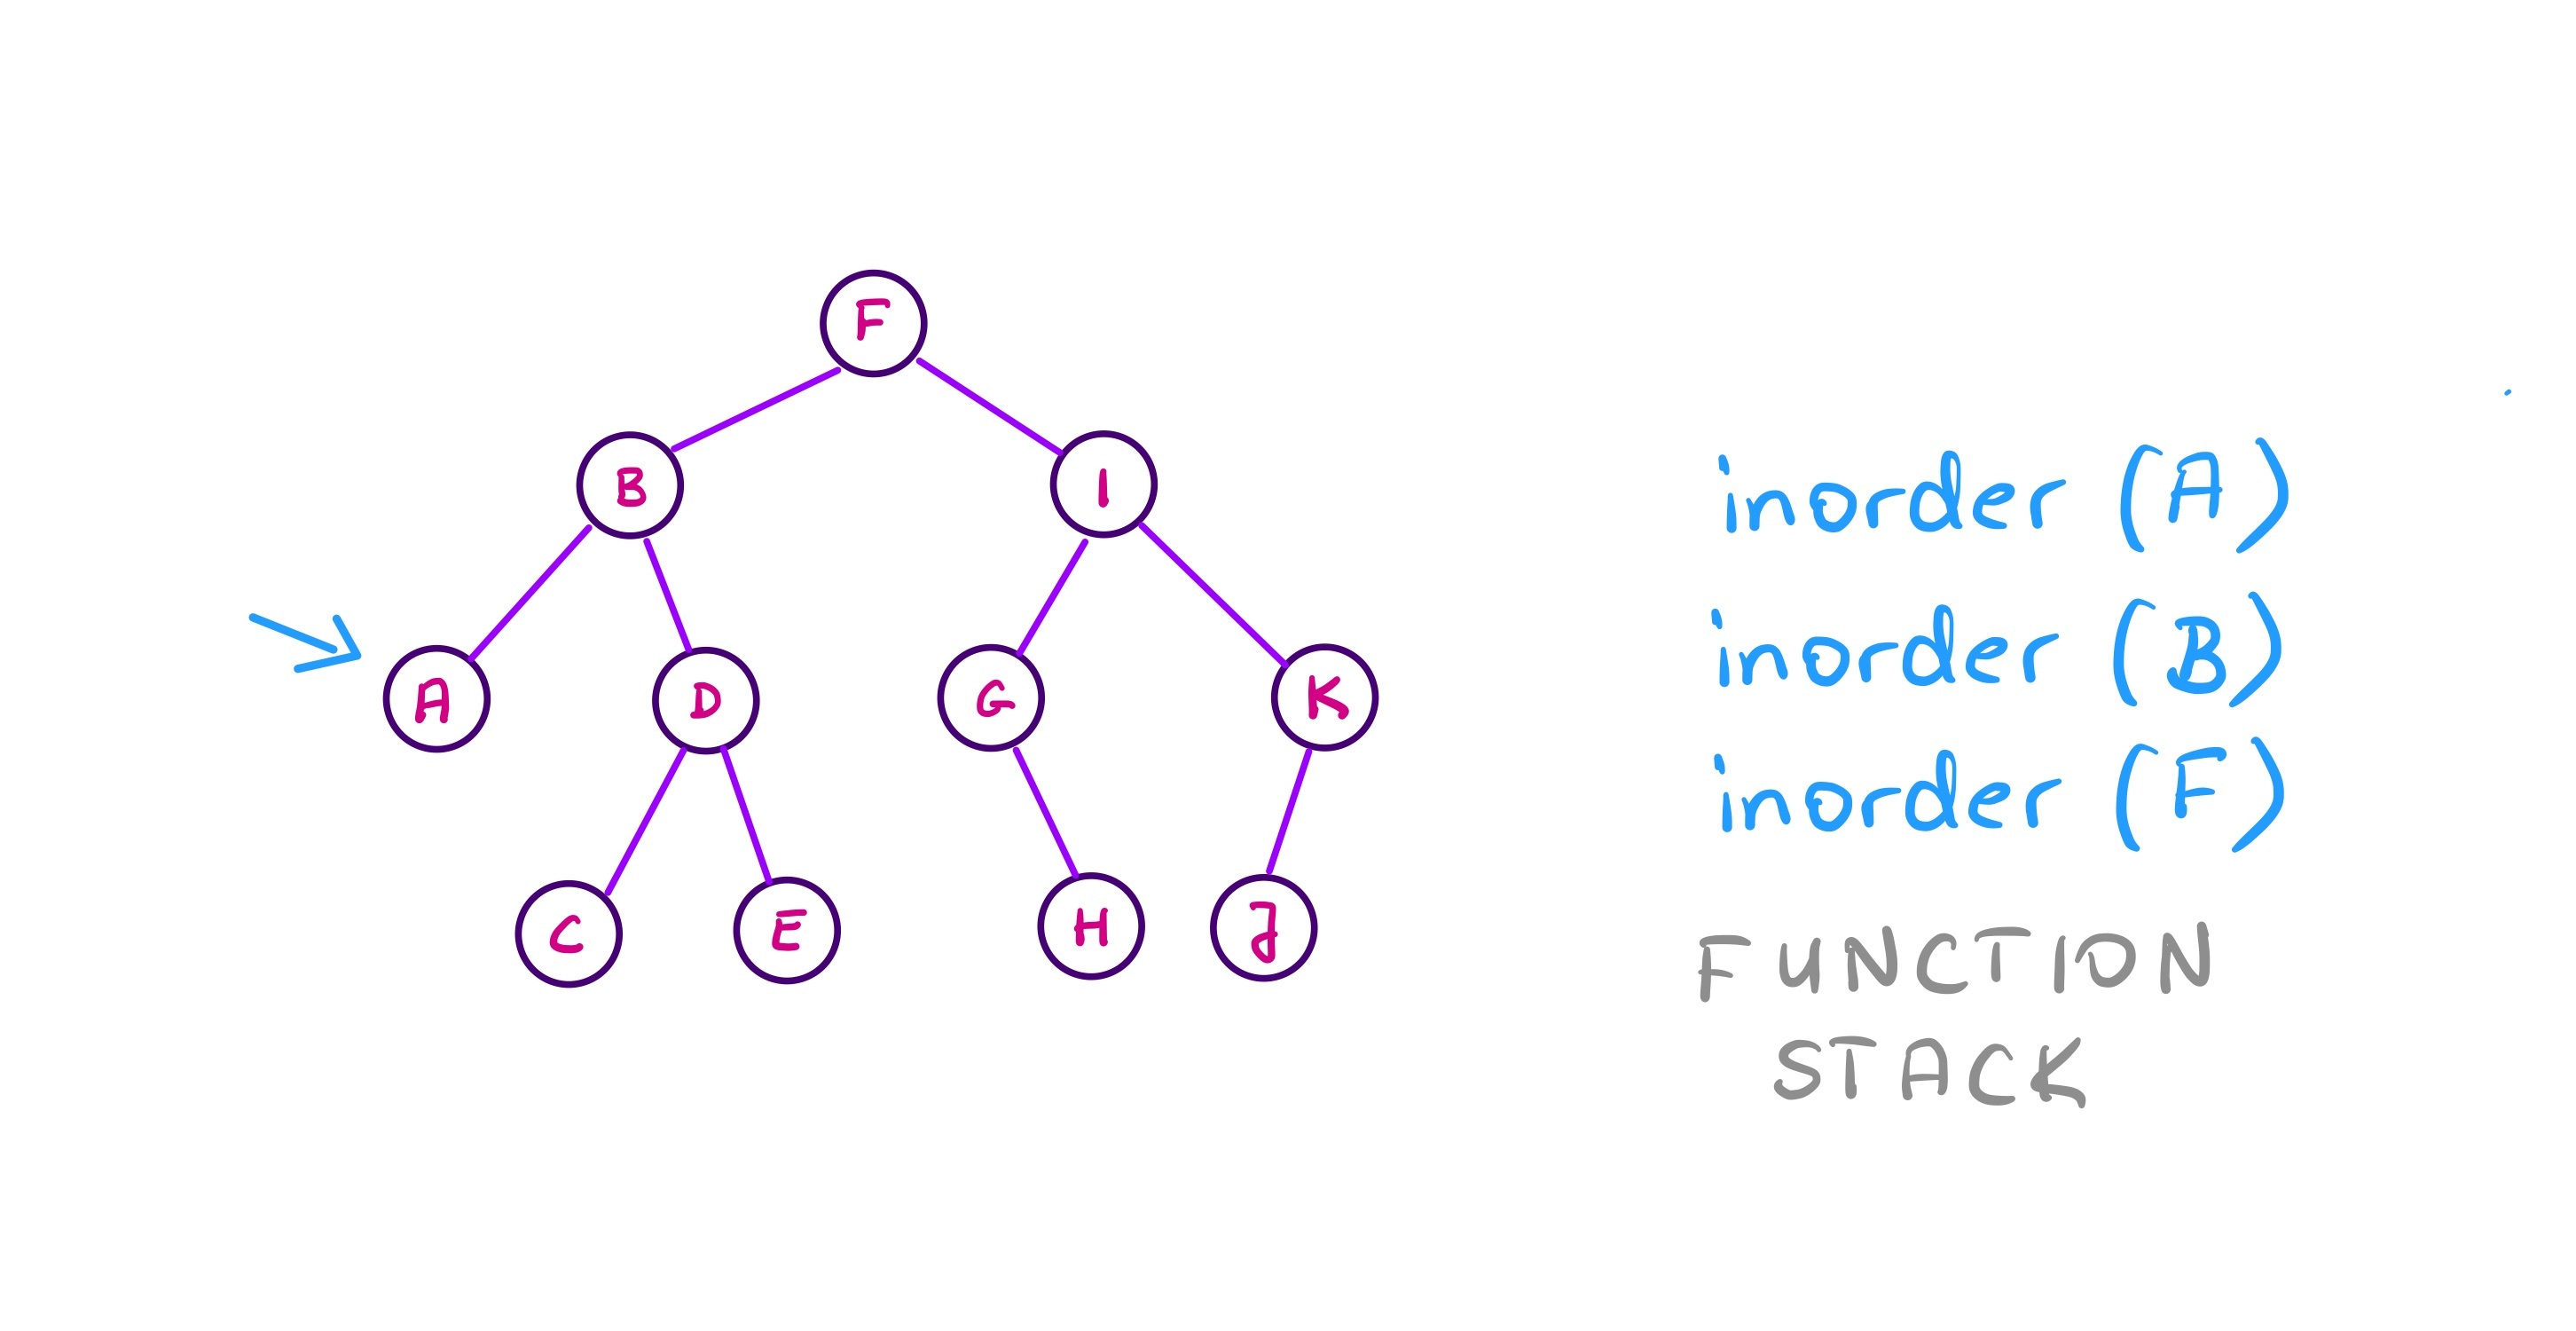 F
B I
A D G K
C E H J
inorder (A)
inorder (B)
inorder (F)
FUNCTION
STACK